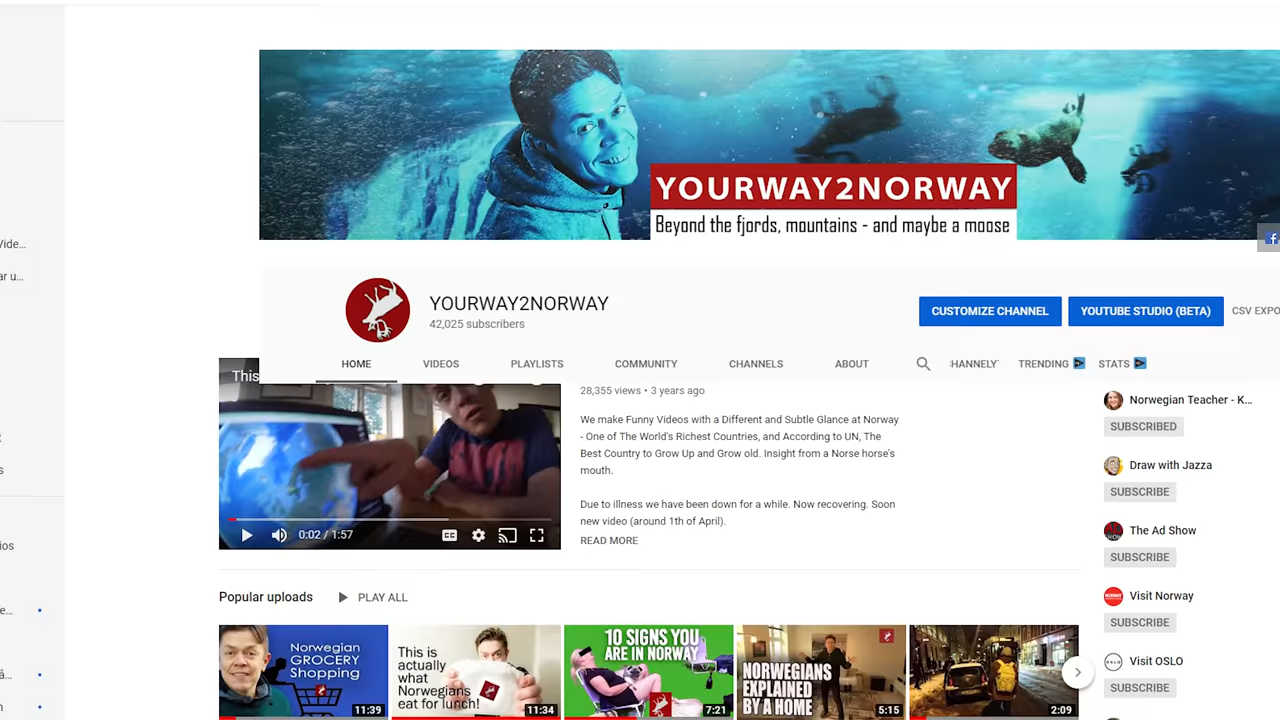 YOURWAY2NORWAY
Beyond the fjords, mountains - and maybe a moose
Vide...
ar u...
YOURWAY2NORWAY
42,025 subscribers
CUSTOMIZE CHANNEL
YOUTUBE STUDIO (BETA)
CSV EXPO
HOME
VIDEOS
PLAYLISTS
COMMUNITY
CHANNELS
ABOUT
HANNELY
TRENDING
STATS
This
28,355 views • 3 years ago
We make Funny Videos with a Different and Subtle Glance at Norway
- One of The World's Richest Countries, and According to UN, The
Best Country to Grow Up and Grow old. Insight from a Norse horse's
mouth.
Due to illness we have been down for a while. Now recovering. Soon
new video (around 1th of April).
READ MORE
0:02 / 1:57
Norwegian Teacher - K...
SUBSCRIBED
Draw with Jazza
SUBSCRIBE
The Ad Show
SUBSCRIBE
Visit Norway
SUBSCRIBE
Visit OSLO
SUBSCRIBE
Popular uploads
PLAY ALL
Norwegian
GROCERY
Shopping
11:39
This is
actually
what
Norwegians
eat for lunch!
11:34
10 SIGNS YOU
ARE IN NORWAY
7:21
NORWEGIANS
EXPLAINED
BY A HOME
5:15
2:09